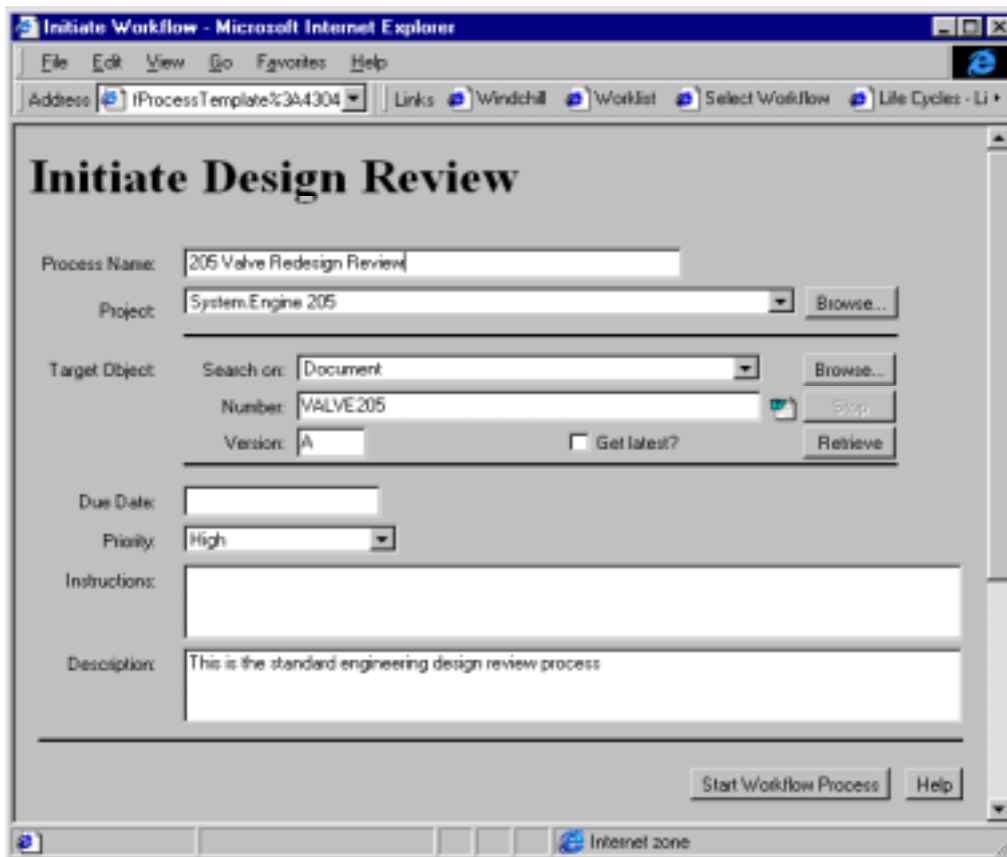 Initiate Workflow - Microsoft Internet Explorer
File Edit View Go Favorites Help
Address fProcessTemplate%3A4304 Links Windchill Worklist Select Workflow Life Cycles - Li
Initiate Design Review
Process Name: 205 Valve Redesign Review
Project: System.Engine 205 Browse...
Target Object: Search on: Document Browse...
Number: VALVE205 Stop
Version: A Get latest? Retrieve
Due Date:
Priority: High
Instructions:
Description: This is the standard engineering design review process
Start Workflow Process Help
Internet zone